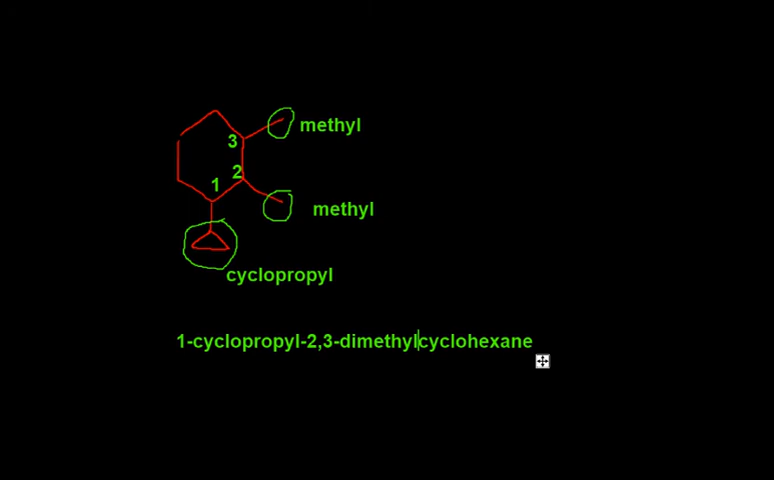 methyl
3
2
1
methyl
cyclopropyl
1-cyclopropyl-2,3-dimethylcyclohexane